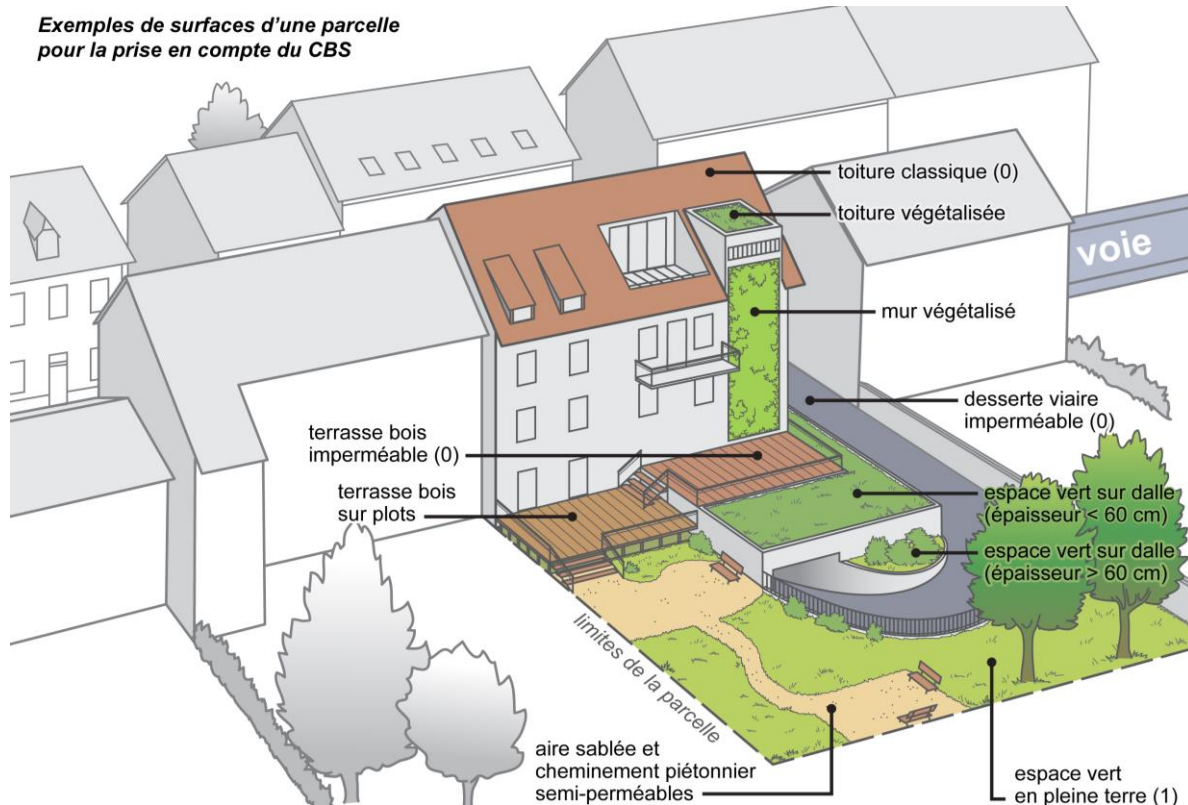 Exemples de surfaces d'une parcelle
pour la prise en compte du CBS
toiture classique (0)
toiture végétalisée
voie
mur végétalisé
desserte viaire
imperméable (0)
terrasse bois
imperméable (0)
terrasse bois
sur plots
espace vert sur dalle
(épaisseur < 60 cm)
espace vert sur dalle
(épaisseur > 60 cm)
limites de la parcelle
aire sablée et
cheminement piétonnier
semi-perméables
espace vert
en pleine terre (1)